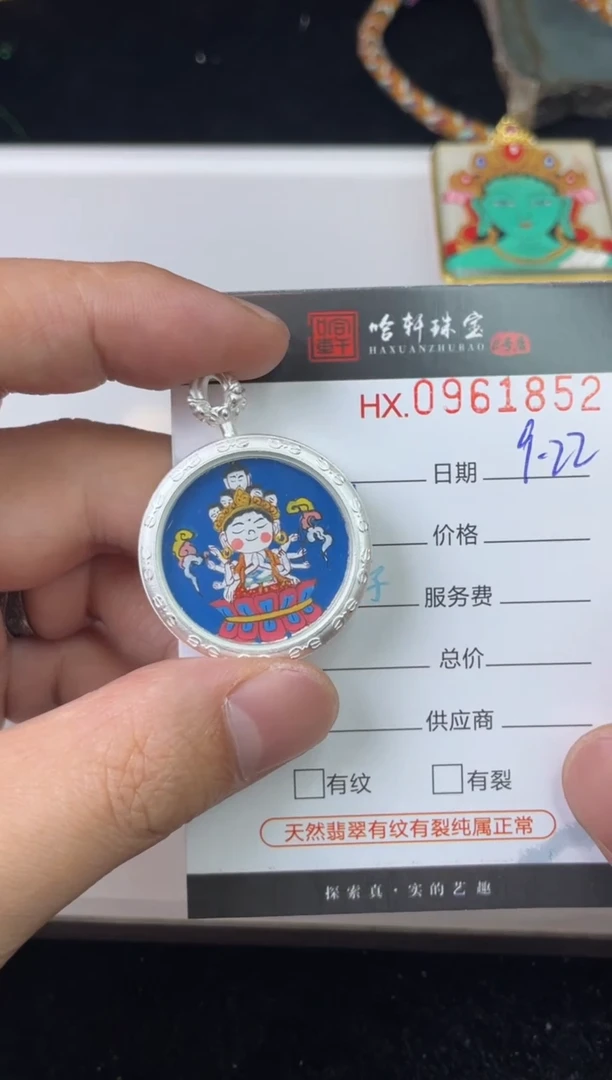 哈轩珠宝
HAXUANZHUBAO
HX.0961852
日期 9-22
价格
服务费
总价
供应商
有纹 有裂
天然翡翠有纹有裂纯属正常
探索真·实的艺趣